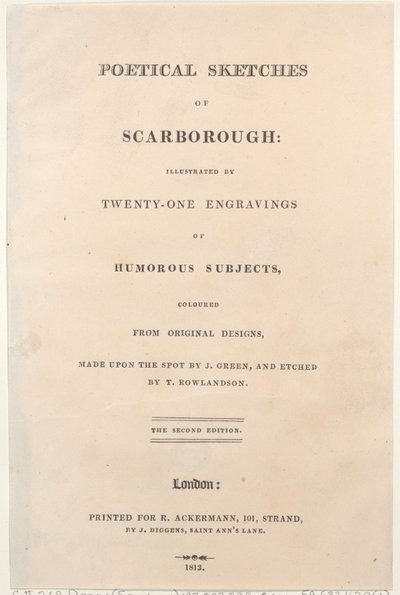 POETICAL SKETCHES
OF
SCARBOROUGH:
ILLUSTRATED BY
TWENTY-ONE ENGRAVINGS
OF
HUMOROUS SUBJECTS,
COLOURED
FROM ORIGINAL DESIGNS,
MADE UPON THE SPOT BY J. GREEN, AND ETCHED
BY T. ROWLANDSON.
THE SECOND EDITION.
London:
PRINTED FOR R. ACKERMANN, 101, STRAND,
BY J. DIGGENS, SAINT ANN'S LANE.
1813.